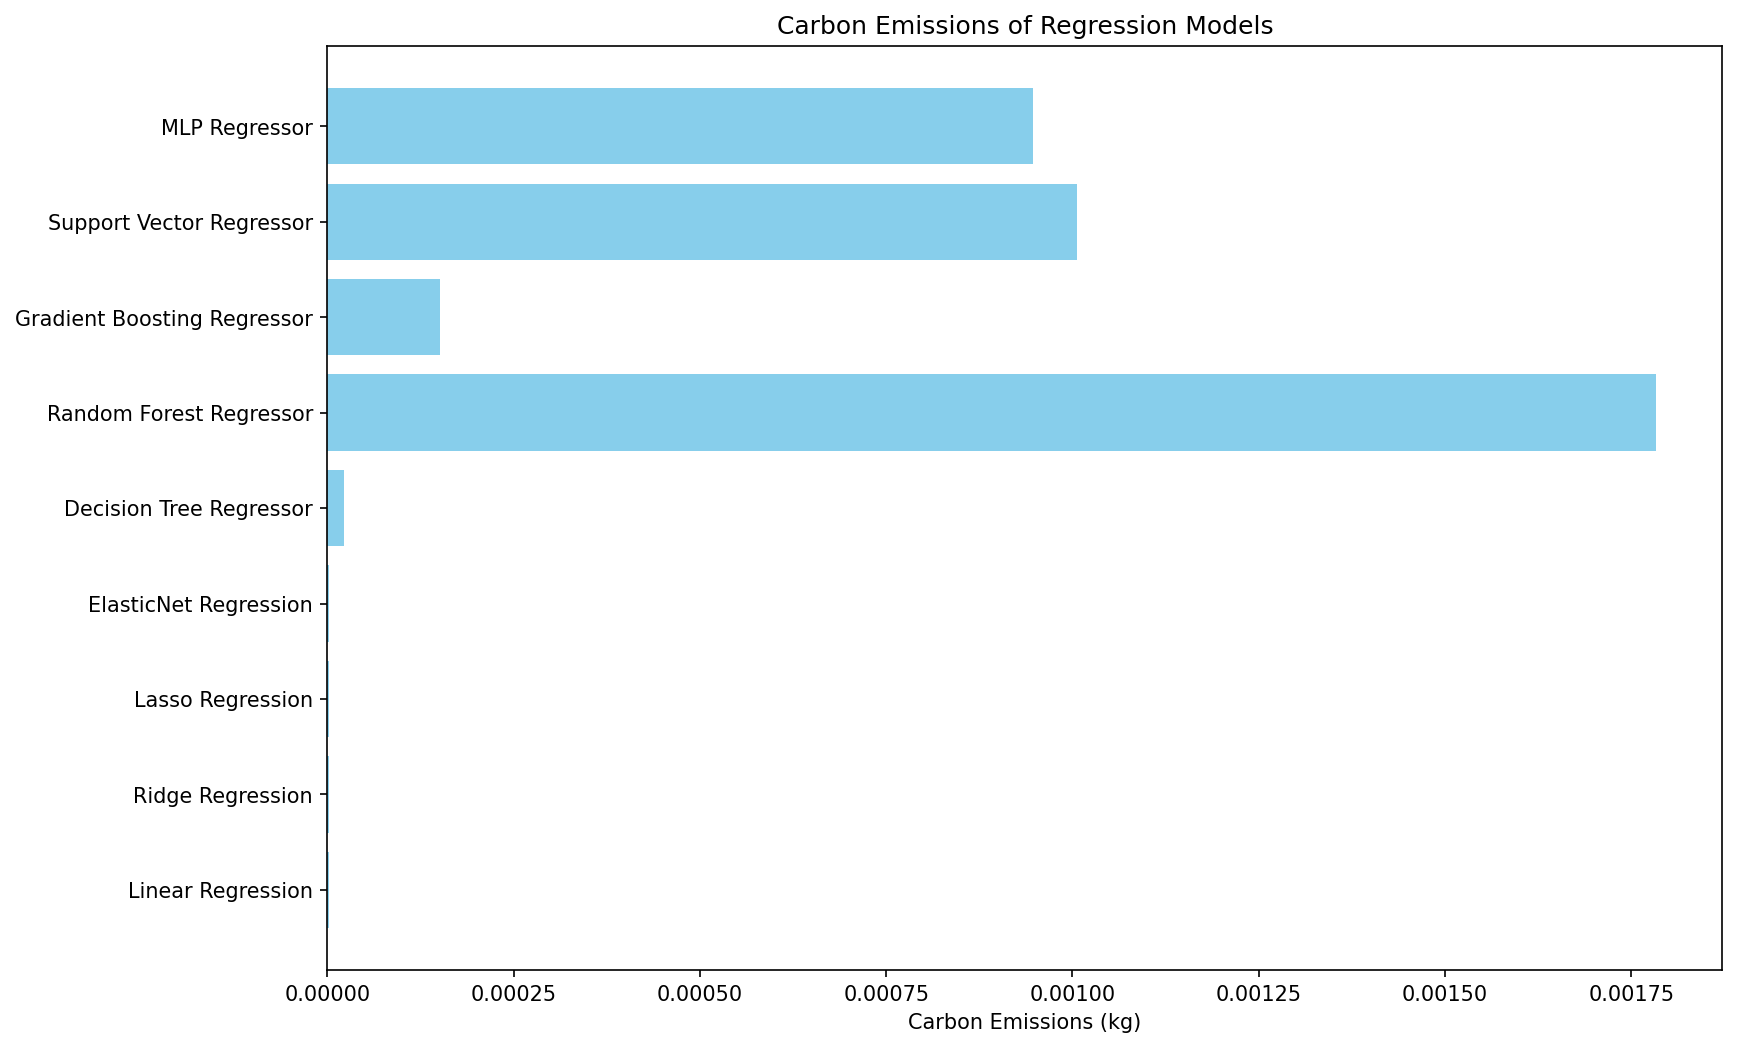 Carbon Emissions of Regression Models
MLP Regressor
Support Vector Regressor
Gradient Boosting Regressor
Random Forest Regressor
Decision Tree Regressor
ElasticNet Regression
Lasso Regression
Ridge Regression
Linear Regression
0.00000 0.00025 0.00050 0.00075 0.00100 0.00125 0.00150 0.00175
Carbon Emissions (kg)